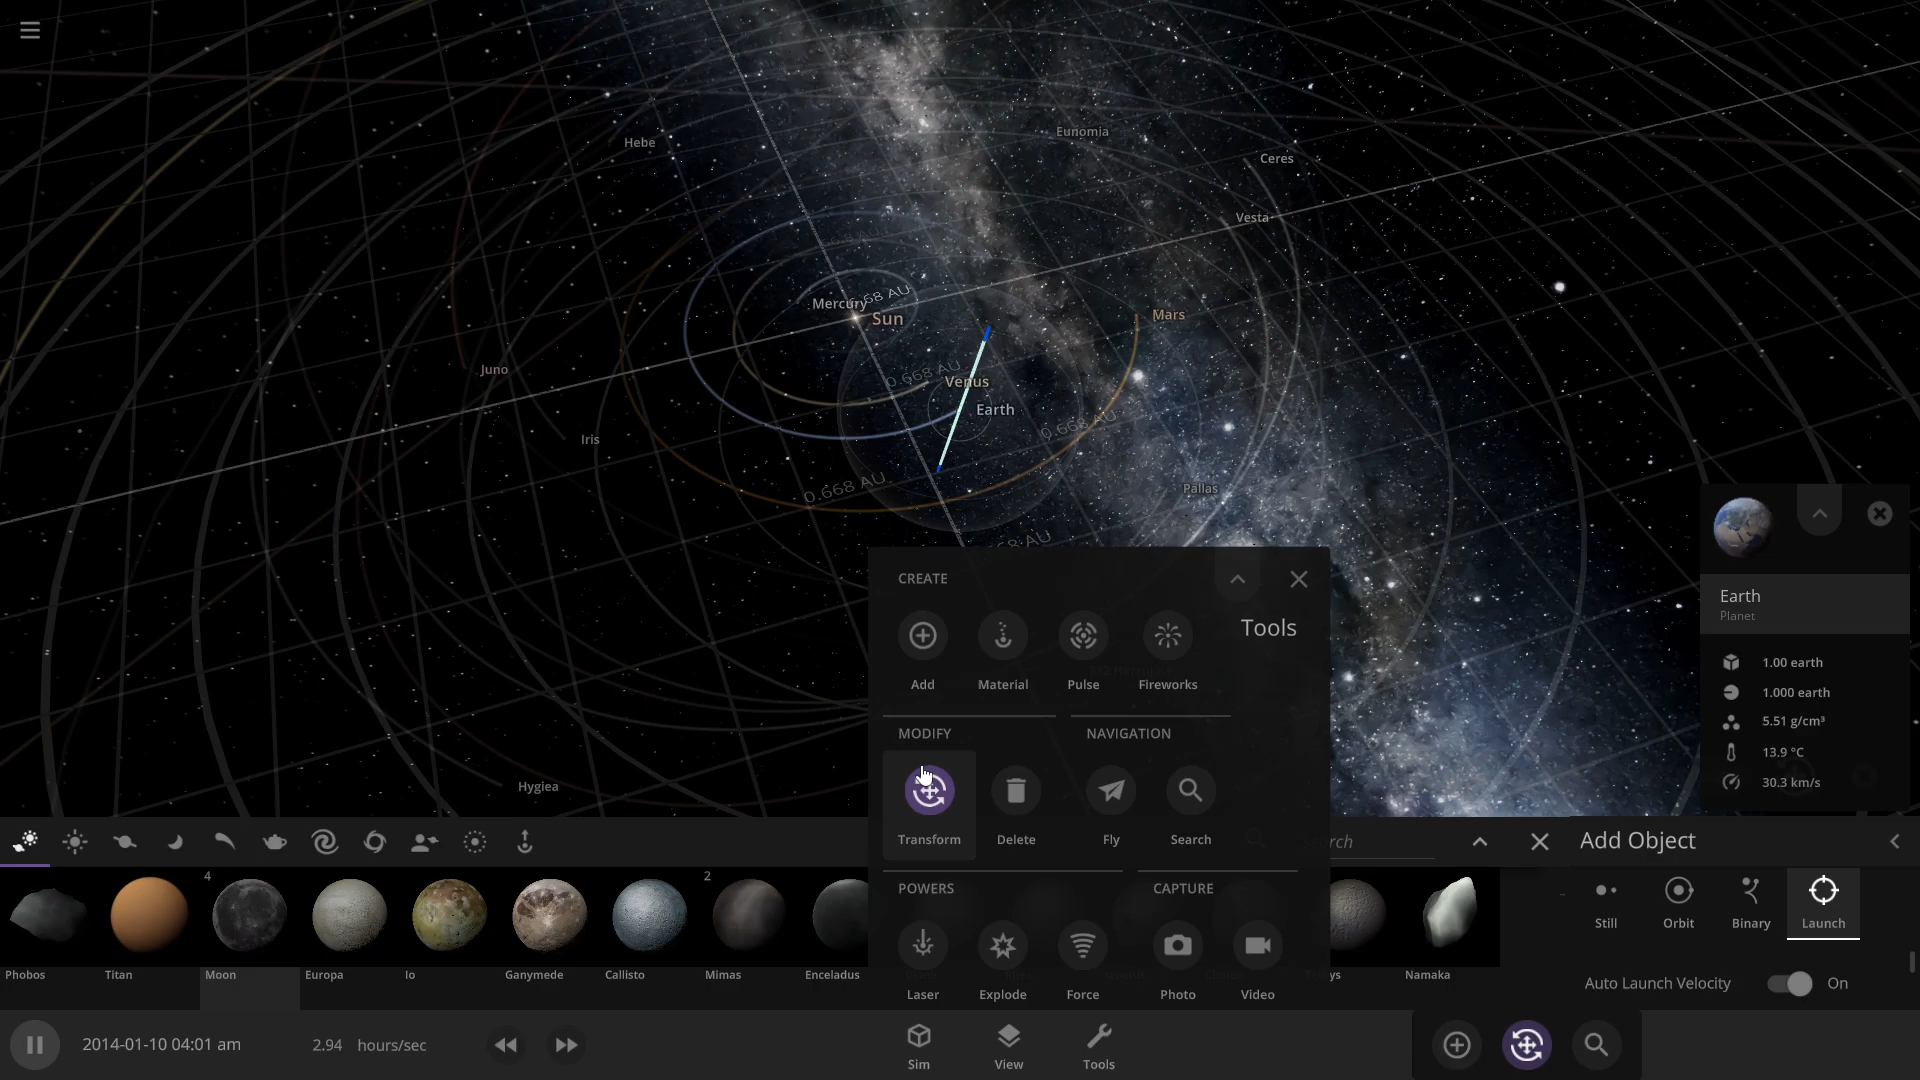 Hebe
Eunomia
Ceres
Vesta
Mercury
.68 AU
Sun
Mars
Juno
0.668 AU
Venus
Earth
0.668 AU
Iris
0.668 AU
Pallas
Hygiea
CREATE
Tools
Add
Material
Pulse
Fireworks
MODIFY
NAVIGATION
Transform
Delete
Fly
Search
POWERS
CAPTURE
Laser
Explode
Force
Photo
Video
Earth
Planet
1.00 earth
1.000 earth
5.51 g/cm³
13.9 °C
30.3 km/s
Add Object
Still
Orbit
Binary
Launch
Auto Launch Velocity
On
4
2
Phobos
Titan
Moon
Europa
Io
Ganymede
Callisto
Mimas
Enceladus
Namaka
2014-01-10 04:01 am
2.94 hours/sec
Sim
View
Tools